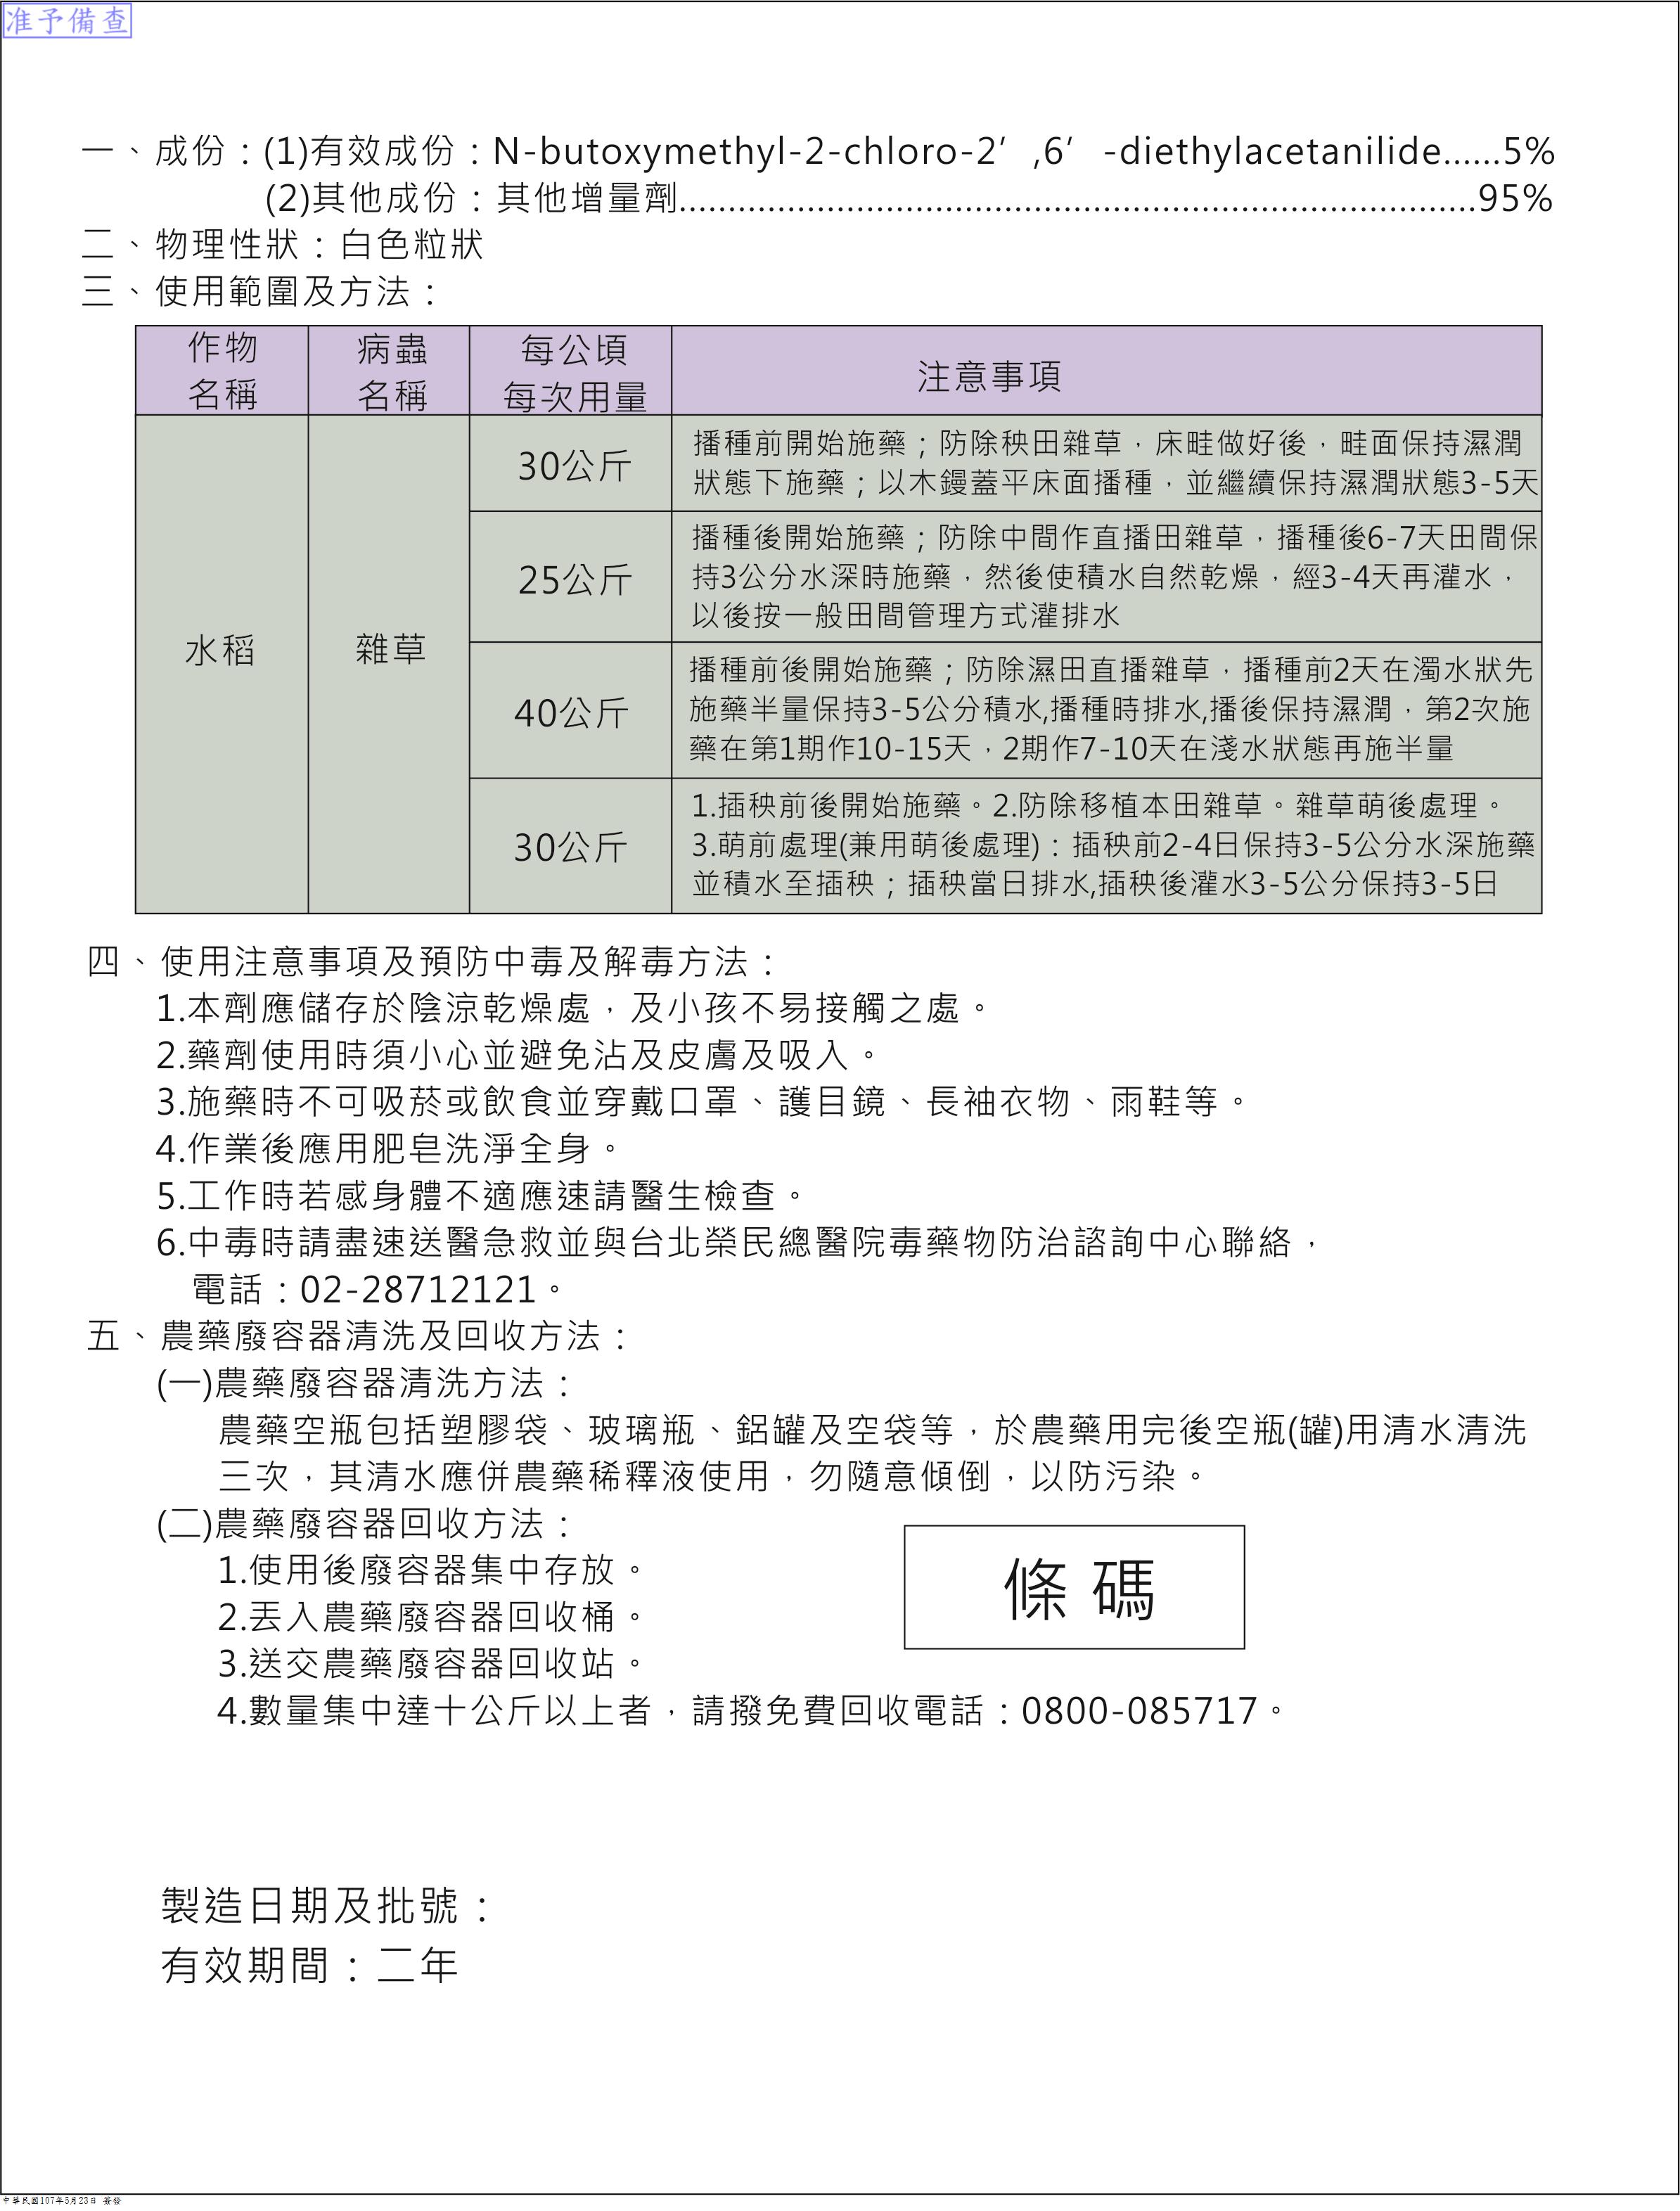 准予備查
一、成份：(1)有效成份：N-butoxymethyl-2-chloro-2′,6′-diethylacetanilide......5%
(2)其他成份：其他增量劑................................................................................95%
二、物理性狀：白色粒狀
三、使用範圍及方法：
作物名稱 病蟲名稱 每公頃每次用量 注意事項
水稻 雜草
30公斤
播種前開始施藥；防除秧田雜草，床畦做好後，畦面保持濕潤
狀態下施藥；以木鏝蓋平床面播種，並繼續保持濕潤狀態3-5天
25公斤
播種後開始施藥；防除中間作直播田雜草，播種後6-7天田間保
持3公分水深時施藥，然後使積水自然乾燥，經3-4天再灌水，
以後按一般田間管理方式灌排水
40公斤
播種前後開始施藥；防除濕田直播雜草，播種前2天在濁水狀先
施藥半量保持3-5公分積水,播種時排水,播後保持濕潤，第2次施
藥在第1期作10-15天，2期作7-10天在淺水狀態再施半量
30公斤
1.插秧前後開始施藥。2.防除移植本田雜草。雜草萌後處理。
3.萌前處理(兼用萌後處理)：插秧前2-4日保持3-5公分水深施藥
並積水至插秧；插秧當日排水,插秧後灌水3-5公分保持3-5日
四、使用注意事項及預防中毒及解毒方法：
1.本劑應儲存於陰涼乾燥處，及小孩不易接觸之處。
2.藥劑使用時須小心並避免沾及皮膚及吸入。
3.施藥時不可吸菸或飲食並穿戴口罩、護目鏡、長袖衣物、雨鞋等。
4.作業後應用肥皂洗淨全身。
5.工作時若感身體不適應速請醫生檢查。
6.中毒時請盡速送醫急救並與台北榮民總醫院毒藥物防治諮詢中心聯絡，
電話：02-28712121。
五、農藥廢容器清洗及回收方法：
(一)農藥廢容器清洗方法：
農藥空瓶包括塑膠袋、玻璃瓶、鋁罐及空袋等，於農藥用完後空瓶(罐)用清水清洗
三次，其清水應併農藥稀釋液使用，勿隨意傾倒，以防污染。
(二)農藥廢容器回收方法：
1.使用後廢容器集中存放。
2.丟入農藥廢容器回收桶。
3.送交農藥廢容器回收站。
4.數量集中達十公斤以上者，請撥免費回收電話：0800-085717。
條碼
製造日期及批號：
有效期間：二年
中華民國107年5月23日 簽發